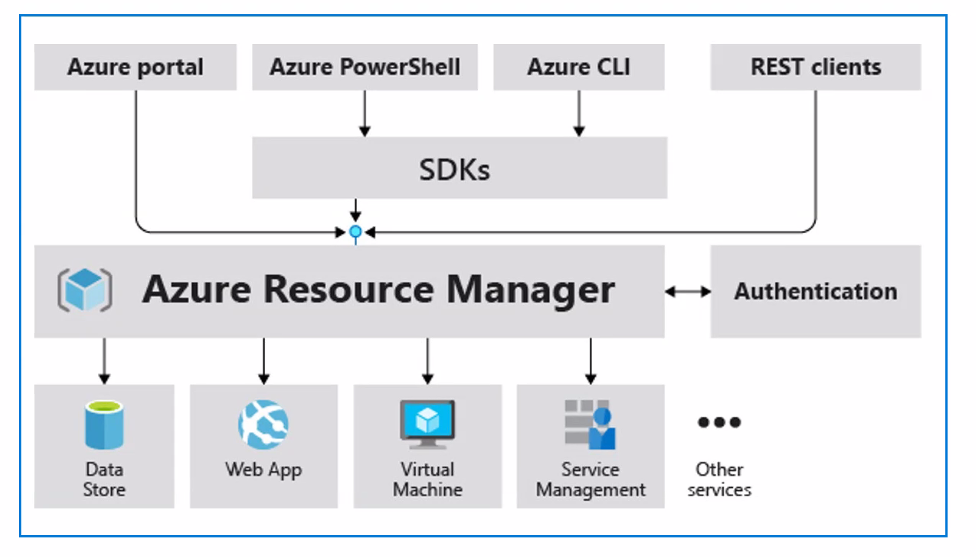 Azure portal
Azure PowerShell
Azure CLI
REST clients
SDKs
Azure Resource Manager
Authentication
Data
Store
Web App
Virtual
Machine
Service
Management
Other
services